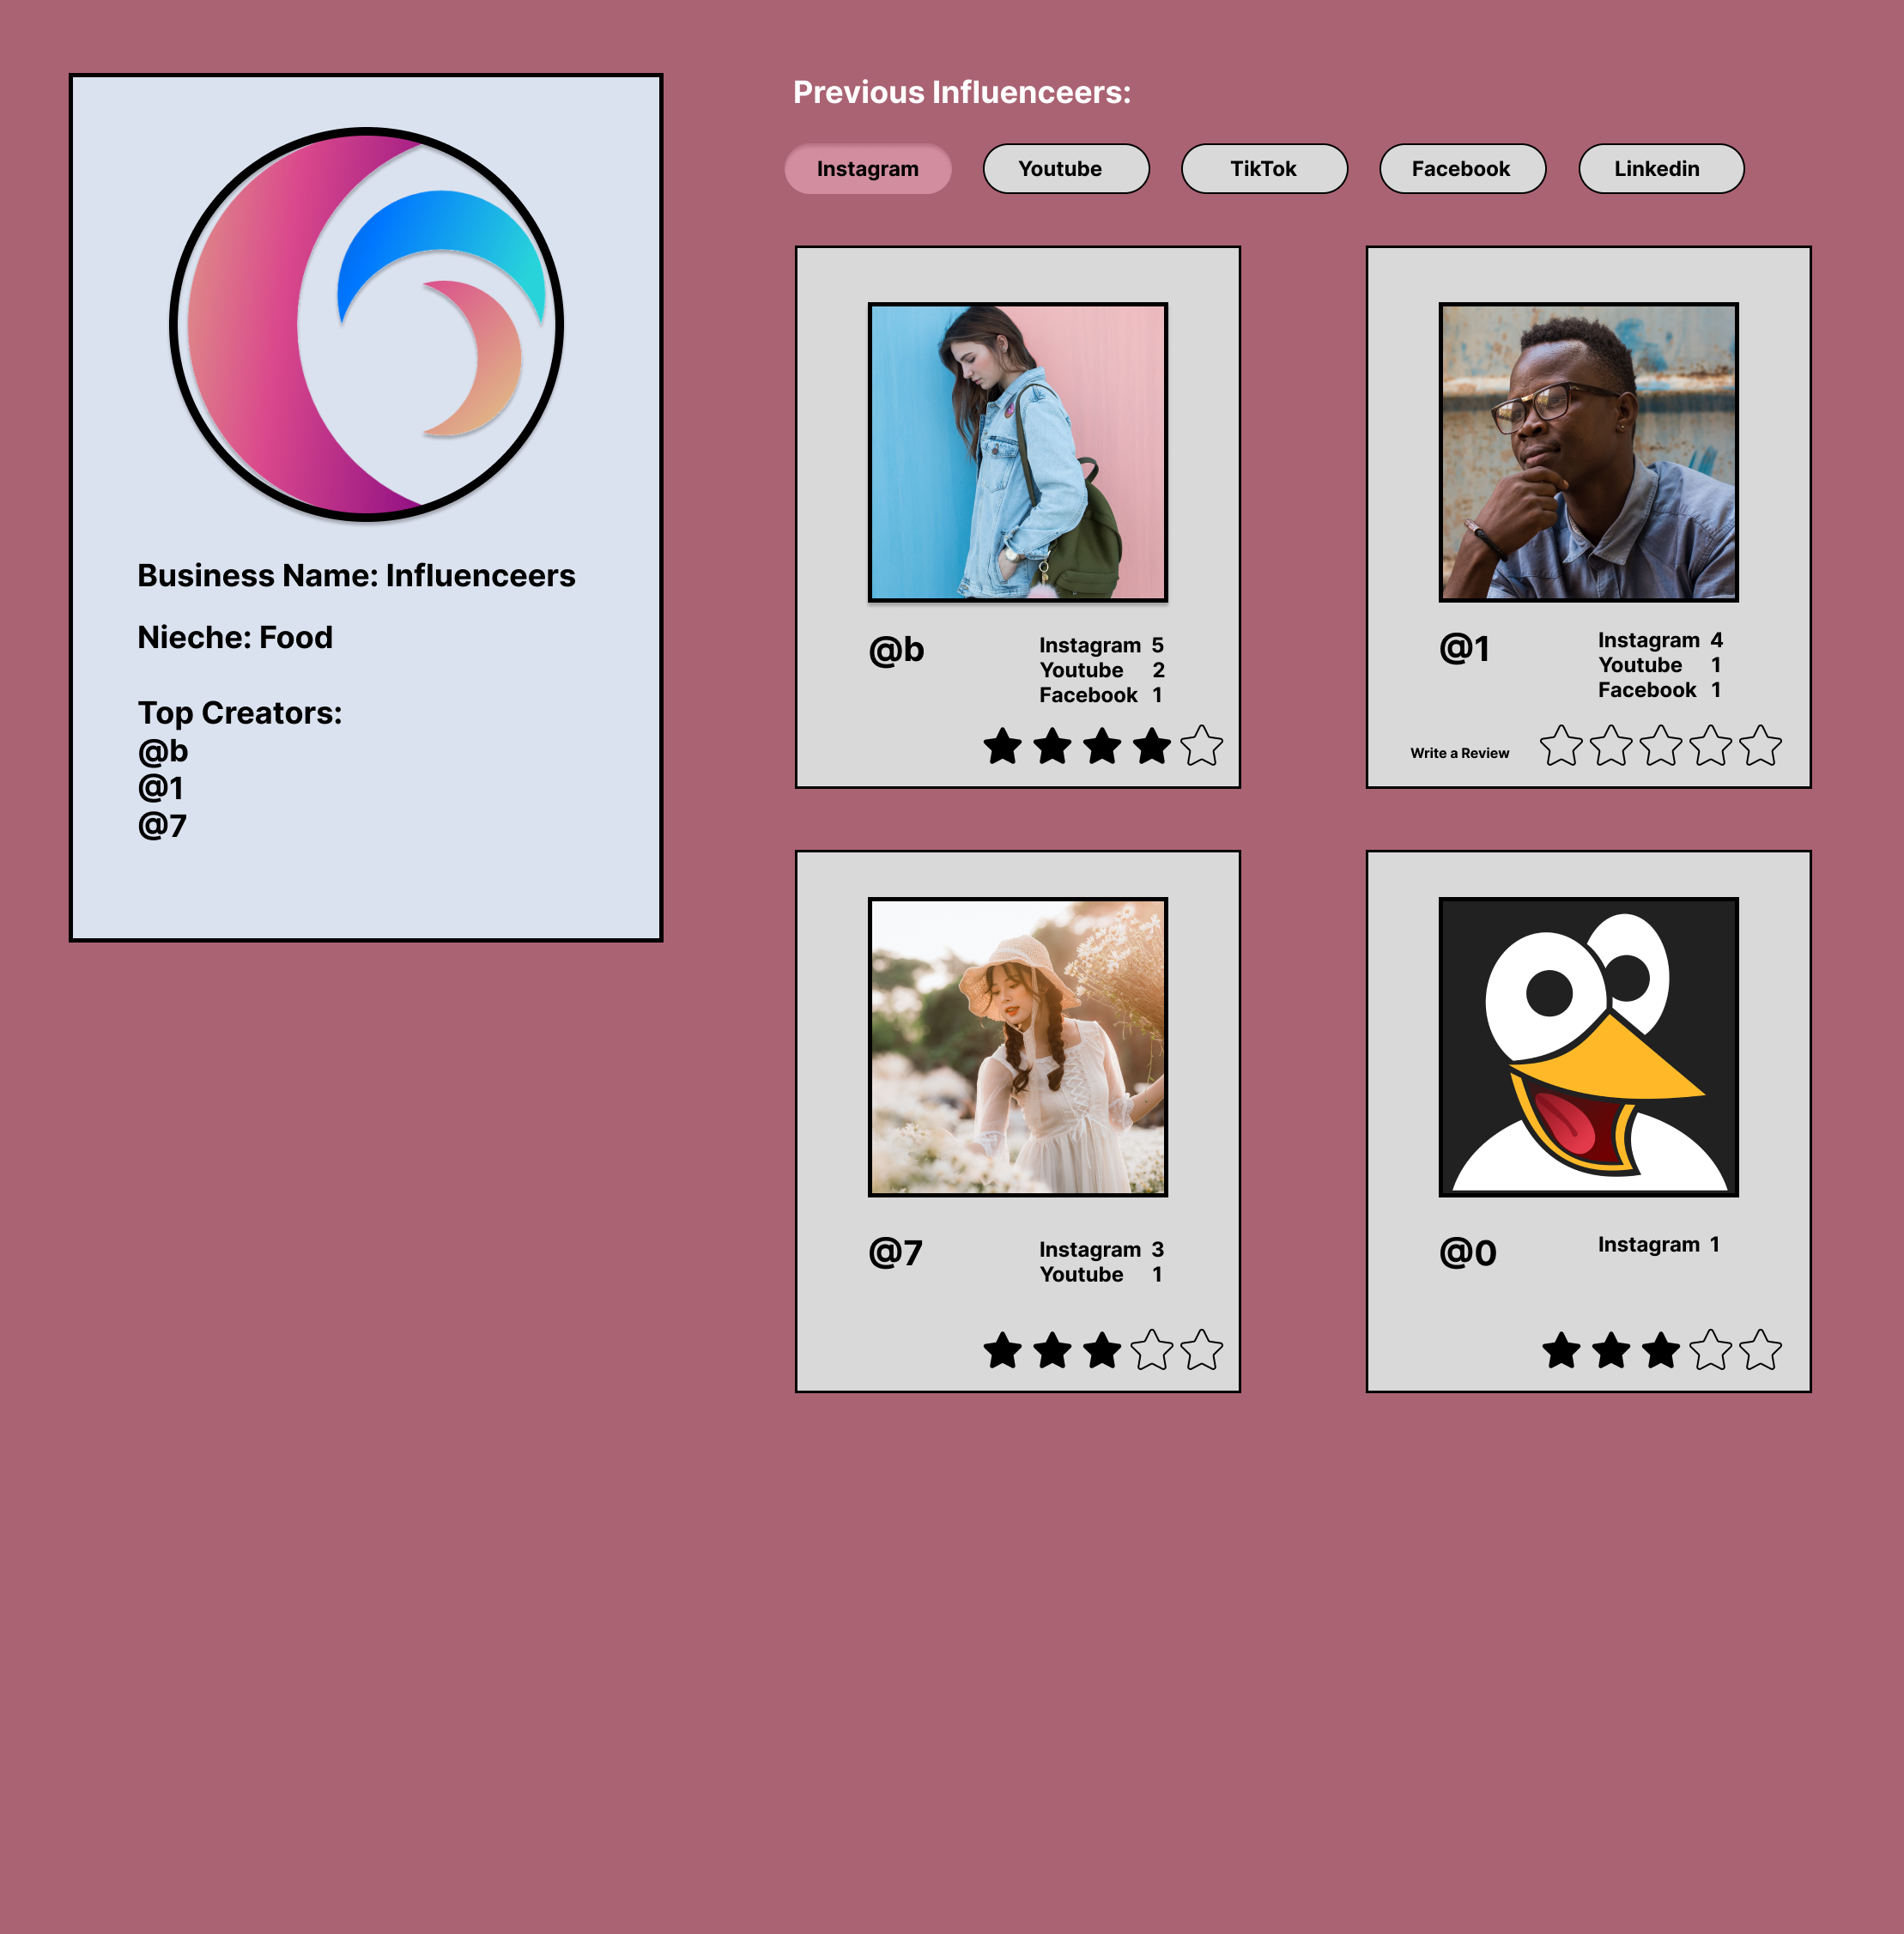 Business Name: Influenceers
Nieche: Food
Top Creators:
@b
@1
@7
Previous Influenceers:
Instagram
Youtube
TikTok
Facebook
Linkedin
@b
Instagram 5
Youtube 2
Facebook 1
@1
Instagram 4
Youtube 1
Facebook 1
Write a Review
@7
Instagram 3
Youtube 1
@0
Instagram 1